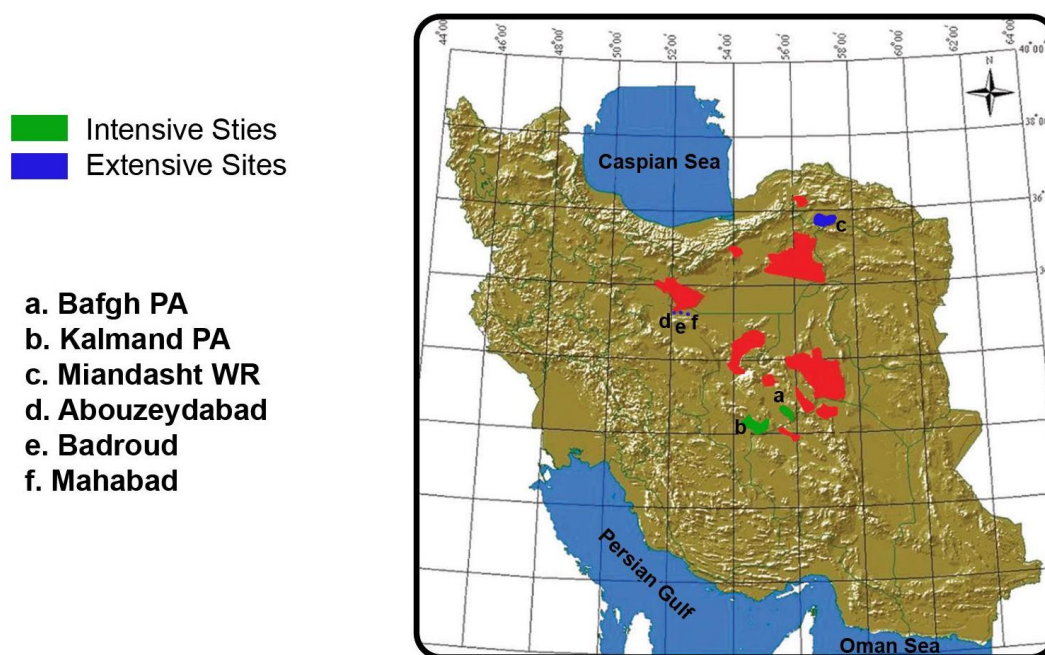 Intensive Sties
Extensive Sites
a. Bafgh PA
b. Kalmand PA
c. Miandasht WR
d. Abouzeydabad
e. Badroud
f. Mahabad
44°00' 46°00' 48°00' 50°00' 52°00' 54°00' 56°00' 58°00' 60°00' 62°00' 64°00'
40°00'
N
38°0
Caspian Sea
36°
c
34
d e f
a
b
Persian Gulf
Oman Sea